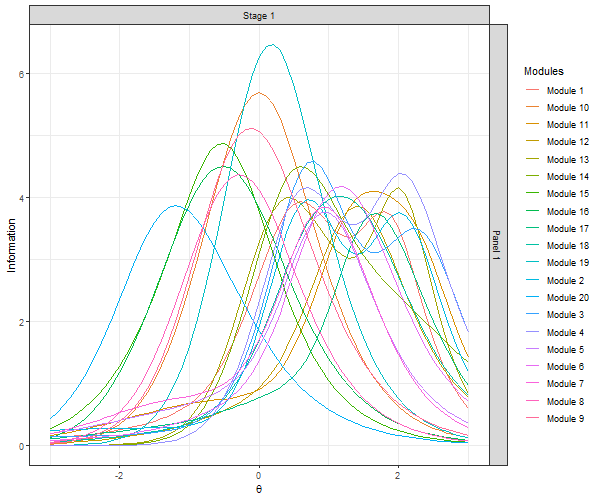 Stage 1
Information
6
4
2
0
-2
0
2
θ
Panel 1
Modules
Module 1
Module 10
Module 11
Module 12
Module 13
Module 14
Module 15
Module 16
Module 17
Module 18
Module 19
Module 2
Module 20
Module 3
Module 4
Module 5
Module 6
Module 7
Module 8
Module 9